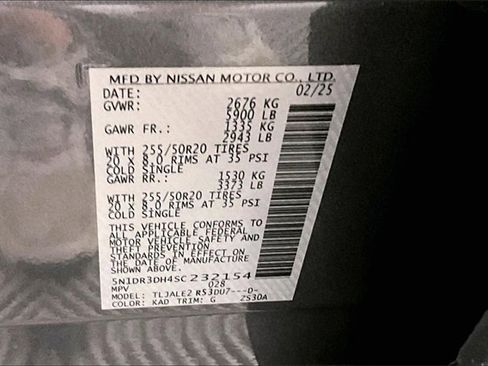 MFD BY NISSAN MOTOR CO., LTD.
DATE: 02/25
GVWR: 2676 KG
5900 LB
GAWR FR.: 1335 KG
2943 LB
WITH 255/50R20 TIRES
20 X 8.0 RIMS AT 35 PSI
COLD SINGLE
GAWR RR.: 1530 KG
3373 LB
WITH 255/50R20 TIRES
20 X 8.0 RIMS AT 35 PSI
COLD SINGLE
THIS VEHICLE CONFORMS TO
ALL APPLICABLE FEDERAL
MOTOR VEHICLE SAFETY AND
THEFT PREVENTION
STANDARDS IN EFFECT ON
THE DATE OF MANUFACTURE
SHOWN ABOVE.
5N1DR3DH4SC232154
MPV 028
MODEL: TLJALE2 R53DU7---D-
COLOR: KAD TRIM: G ZS30A